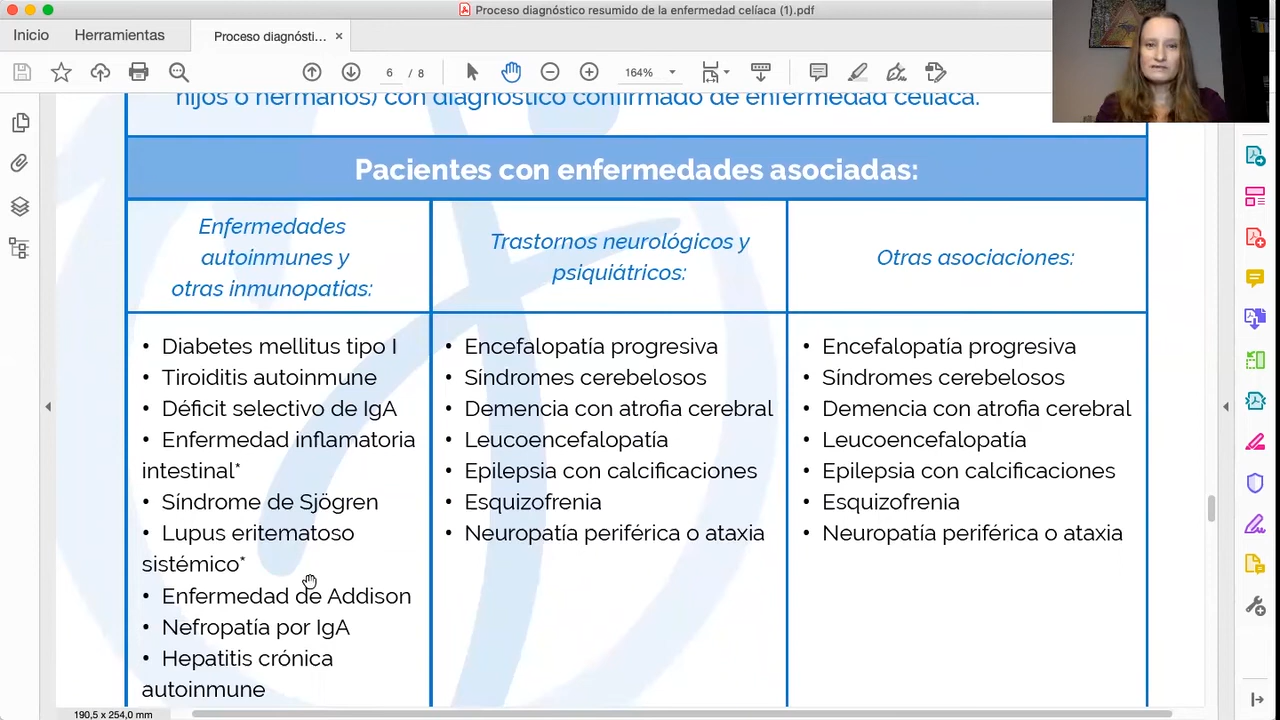 Proceso diagnóstico resumido de la enfermedad celíaca (1).pdf
Inicio
Herramientas
Proceso diagnósti...
6 / 8
164%
hijos o hermanos) con diagnóstico confirmado de enfermedad celíaca.
Pacientes con enfermedades asociadas:
Enfermedades
autoinmunes y
otras inmunopatias:
• Diabetes mellitus tipo I
• Tiroiditis autoinmune
• Déficit selectivo de IgA
• Enfermedad inflamatoria
intestinal*
• Síndrome de Sjögren
• Lupus eritematoso
sistémico*
• Enfermedad de Addison
• Nefropatía por IgA
• Hepatitis crónica
autoinmune
Trastornos neurológicos y
psiquiátricos:
• Encefalopatía progresiva
• Síndromes cerebelosos
• Demencia con atrofia cerebral
• Leucoencefalopatía
• Epilepsia con calcificaciones
• Esquizofrenia
• Neuropatía periférica o ataxia
Otras asociaciones:
• Encefalopatía progresiva
• Síndromes cerebelosos
• Demencia con atrofia cerebral
• Leucoencefalopatía
• Epilepsia con calcificaciones
• Esquizofrenia
• Neuropatía periférica o ataxia
190,5 x 254,0 mm